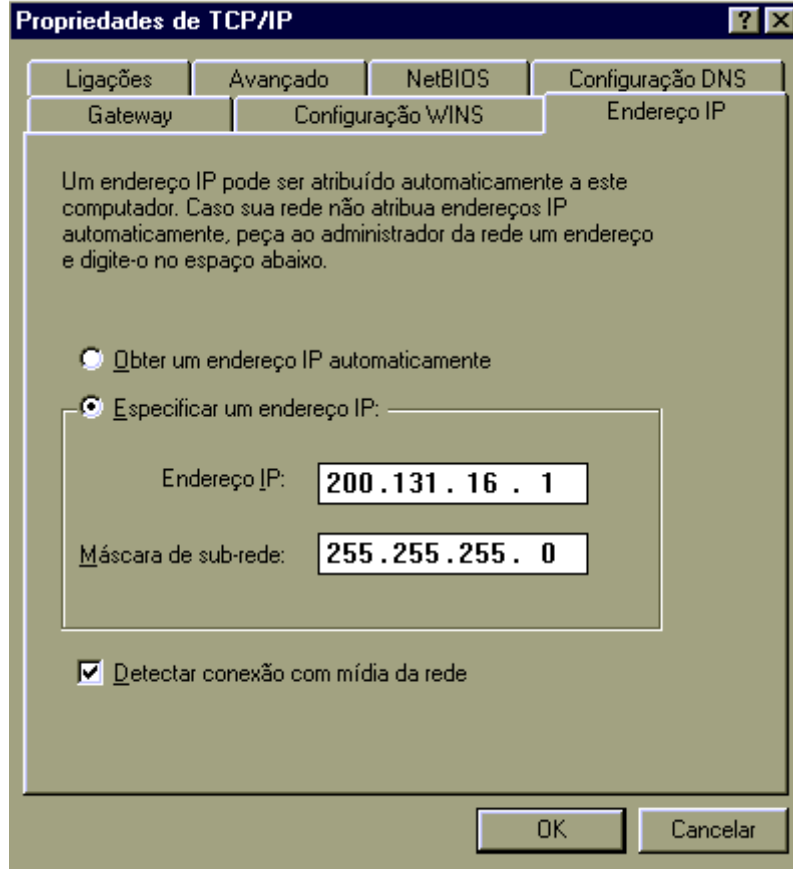 Propriedades de TCP/IP
Ligações Avançado NetBIOS Configuração DNS
Gateway Configuração WINS Endereço IP
Um endereço IP pode ser atribuído automaticamente a este
computador. Caso sua rede não atribua endereços IP
automaticamente, peça ao administrador da rede um endereço
e digite-o no espaço abaixo.
Obter um endereço IP automaticamente
Especificar um endereço IP:
Endereço IP: 200.131. 16 . 1
Máscara de sub-rede: 255.255.255. 0
Detectar conexão com mídia da rede
OK Cancelar